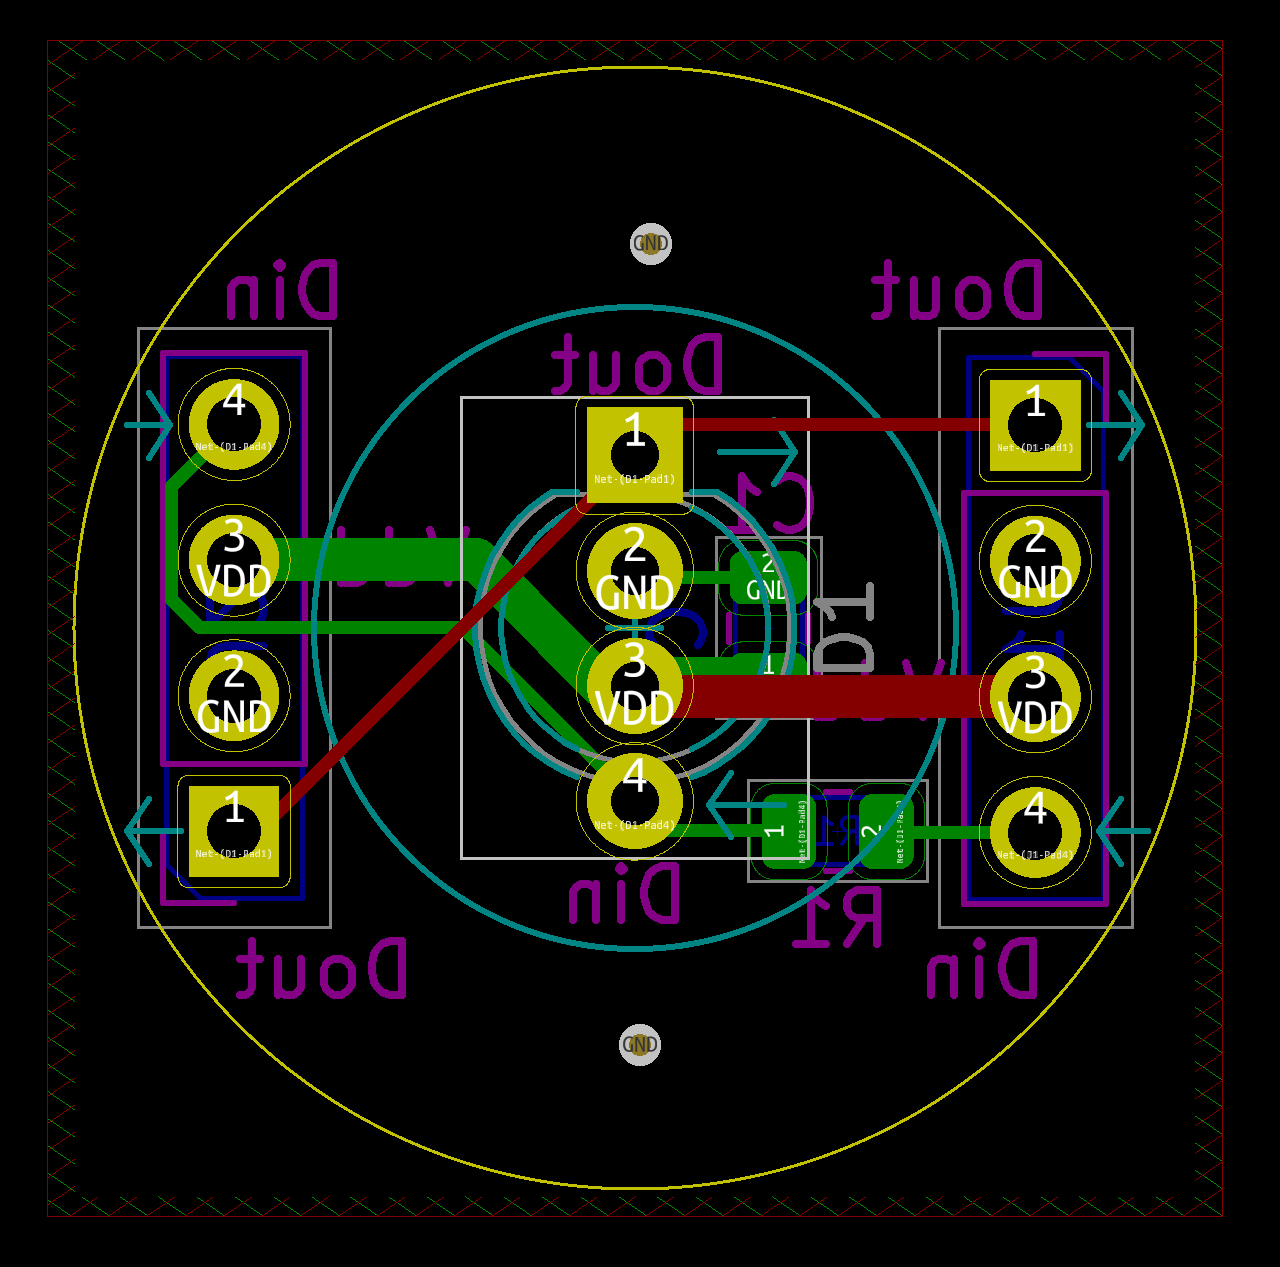 GND
Din
Dout
Dout
4
Net-(D1-Pad4)
1
Net-(D1-Pad1)
1
Net-(D1-Pad1)
C1
3
VDD
2
GND
2
GND
2
GND
D1
2
GND
3
VDD
1
3
VDD
1
Net-(D1-Pad1)
4
Net-(D1-Pad4)
1
Net-(D1-Pad4)
R1
2
Net-(J1-Pad4)
4
Net-(J1-Pad4)
Din
R1
Dout
Din
GND